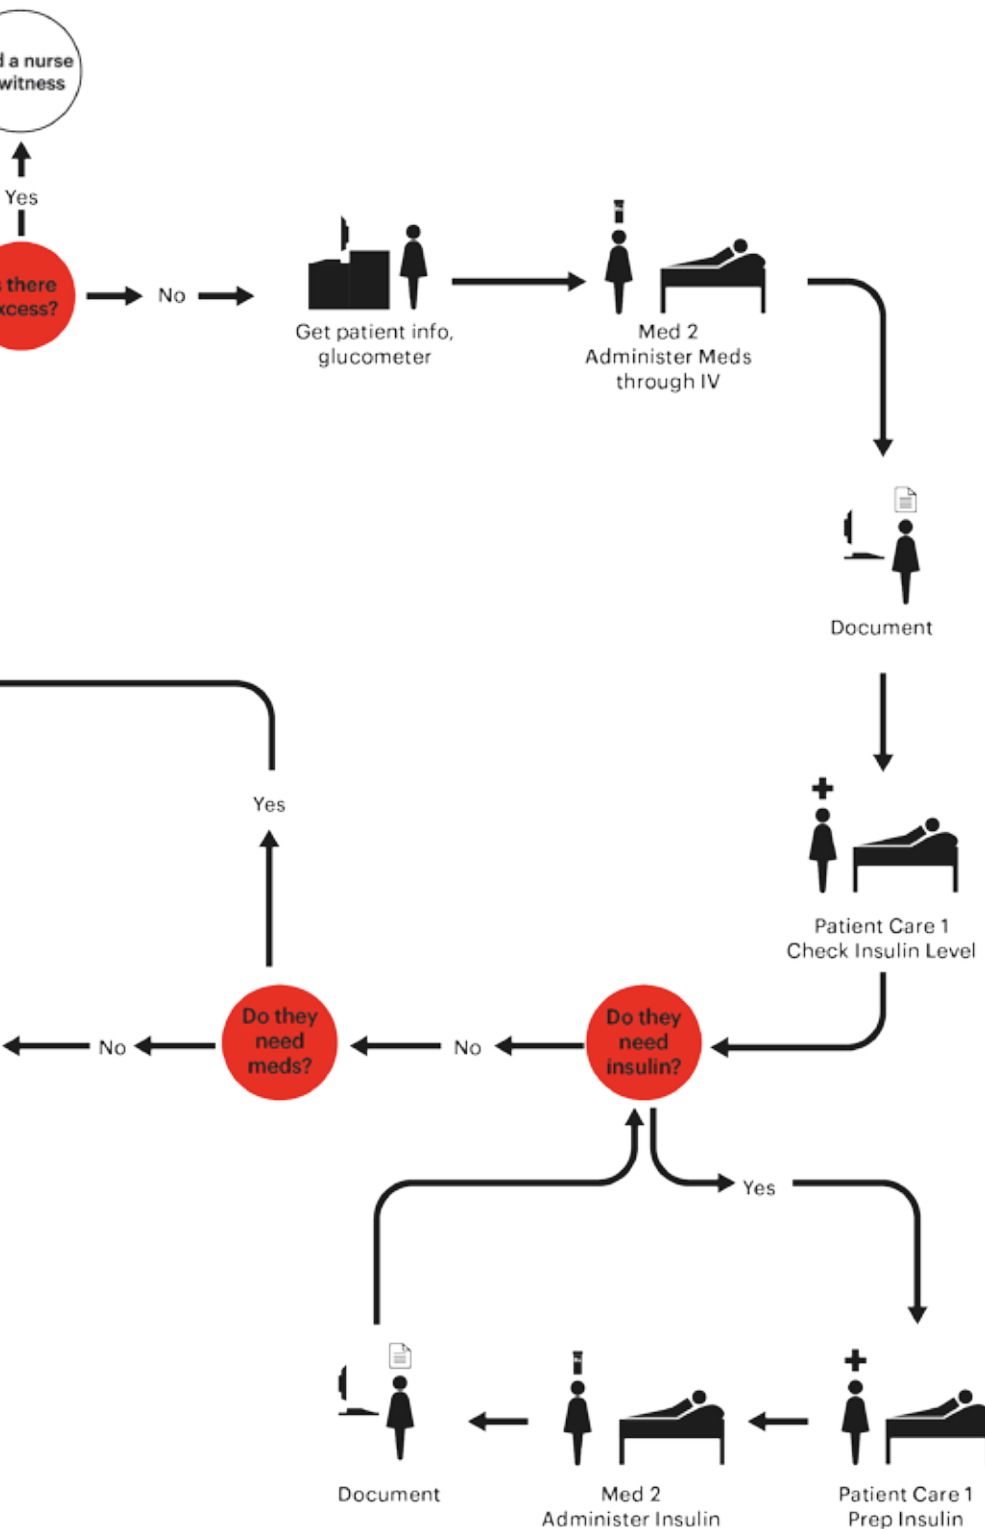 a nurse
witness
Yes
there
No
Get patient info,
glucometer
Med 2
Administer Meds
through IV
Document
Yes
Patient Care 1
Check Insulin Level
Do they
need
meds?
No
Do they
need
insulin?
No
Yes
Document
Med 2
Administer Insulin
Patient Care 1
Prep Insulin